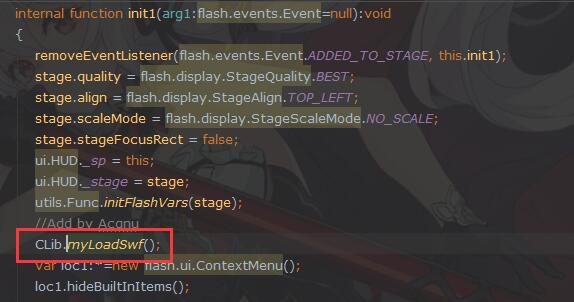 internal function init1(arg1:flash.events.Event=null):void
{
removeEventListener(flash.events.Event.ADDED_TO_STAGE, this.init1);
stage.quality = flash.display.StageQuality.BEST;
stage.align = flash.display.StageAlign.TOP_LEFT;
stage.scaleMode = flash.display.StageScaleMode.NO_SCALE;
stage.stageFocusRect = false;
ui.HUD._sp = this;
ui.HUD._stage = stage;
utils.Func.initFlashVars(stage);
//Add by Acgnu
CLib.myLoadSwf();
var loc1:*=new flash.ui.ContextMenu();
loc1.hideBuiltInItems();